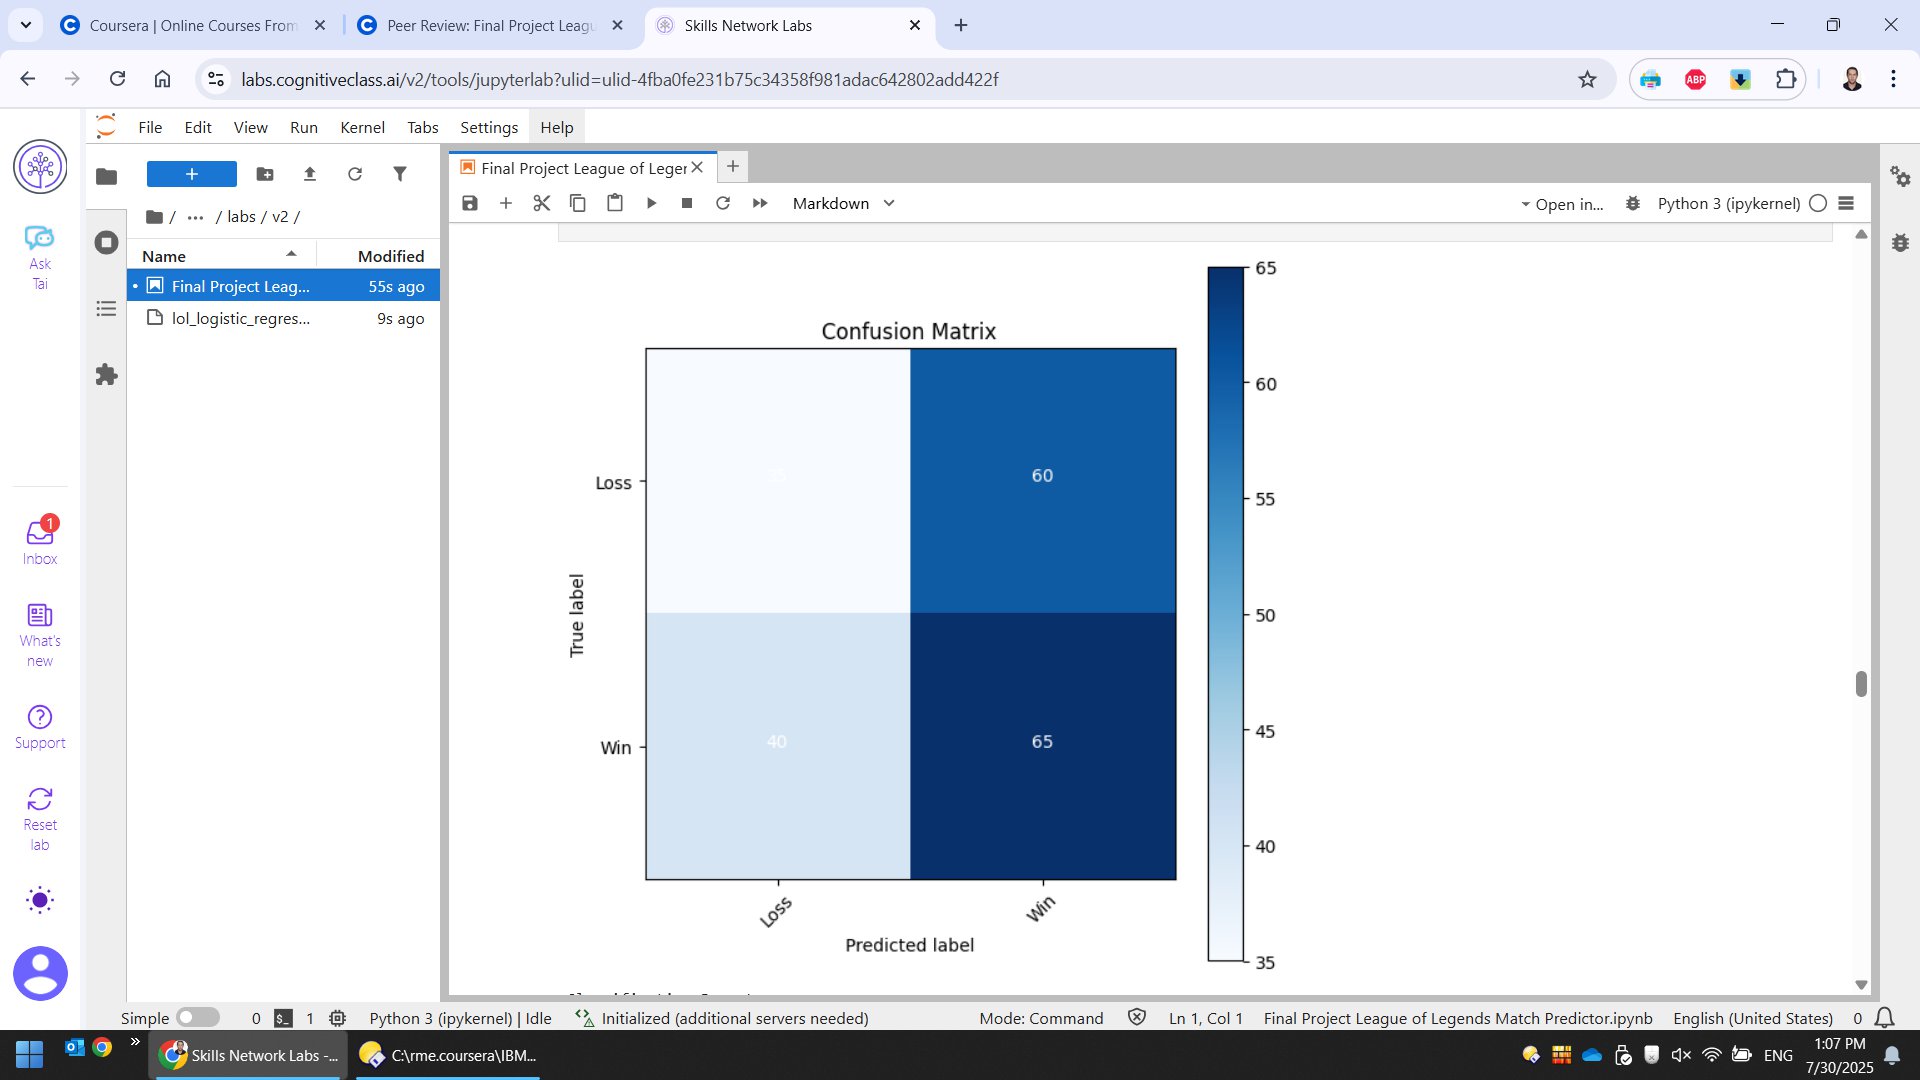 Coursera | Online Courses From
Peer Review: Final Project Leagu
Skills Network Labs
labs.cognitiveclass.ai/v2/tools/jupyterlab?ulid=ulid-4fba0fe231b75c34358f981adac642802add422f
ABP
File Edit View Run Kernel Tabs Settings Help
Final Project League of Leger
/ ··· / labs / v2 /
Markdown
Open in...
Python 3 (ipykernel)
Name Modified
Final Project Leag... 55s ago
lol_logistic_regres... 9s ago
Ask
Tai
1
Inbox
What's
new
Support
Reset
lab
Confusion Matrix
Loss
60
Win
40
65
True label
Loss
Win
Predicted label
65
60
55
50
45
40
35
Simple
0
1
Python 3 (ipykernel) | Idle
Initialized (additional servers needed)
Mode: Command
Ln 1, Col 1
Final Project League of Legends Match Predictor.ipynb
English (United States)
0
Skills Network Labs -...
C:\rme.coursera\IBM...
ENG
1:07 PM
7/30/2025